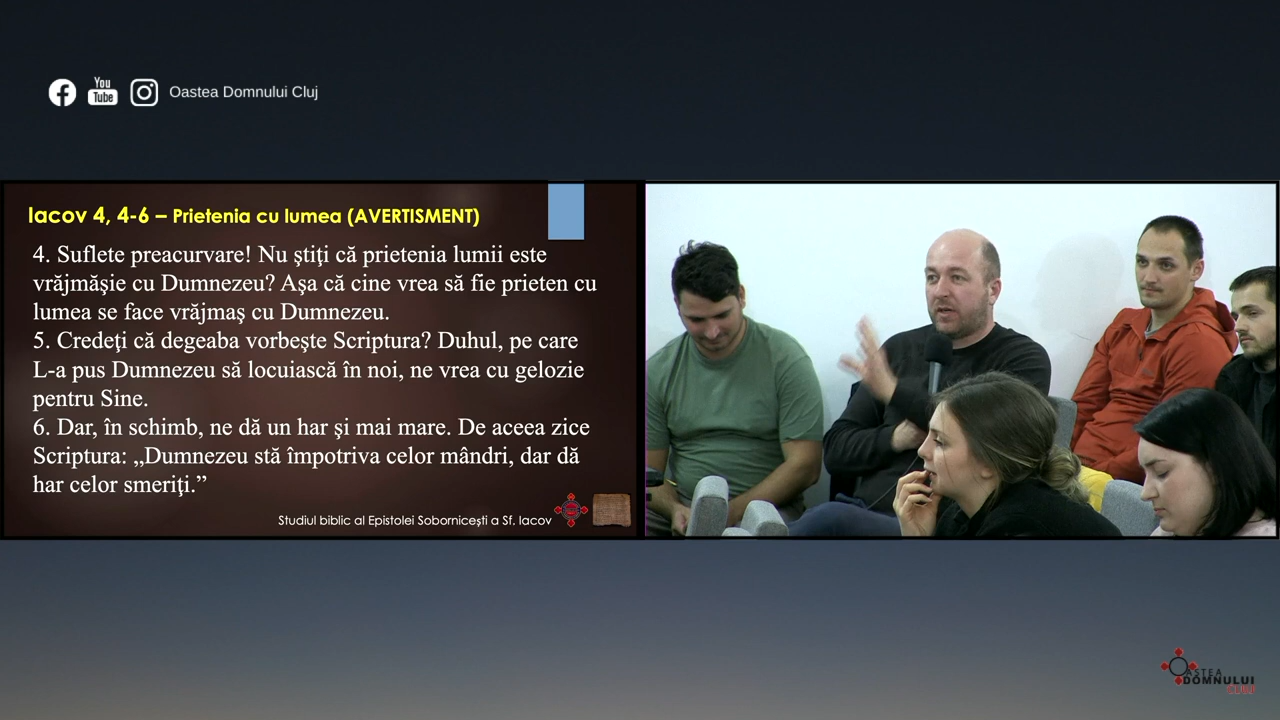 You
Tube
Oastea Domnului Cluj
Iacov 4, 4-6 – Prietenia cu lumea (AVERTISMENT)
4. Suflete preacurvare! Nu ştiţi că prietenia lumii este
vrăjmăşie cu Dumnezeu? Aşa că cine vrea să fie prieten cu
lumea se face vrăjmaş cu Dumnezeu.
5. Credeţi că degeaba vorbeşte Scriptura? Duhul, pe care
L-a pus Dumnezeu să locuiască în noi, ne vrea cu gelozie
pentru Sine.
6. Dar, în schimb, ne dă un har şi mai mare. De aceea zice
Scriptura: „Dumnezeu stă împotriva celor mândri, dar dă
har celor smeriţi.”
Studiul biblic al Epistolei Sobornicești a Sf. Iacov
OASTEA
DOMNULUI
CLUJ